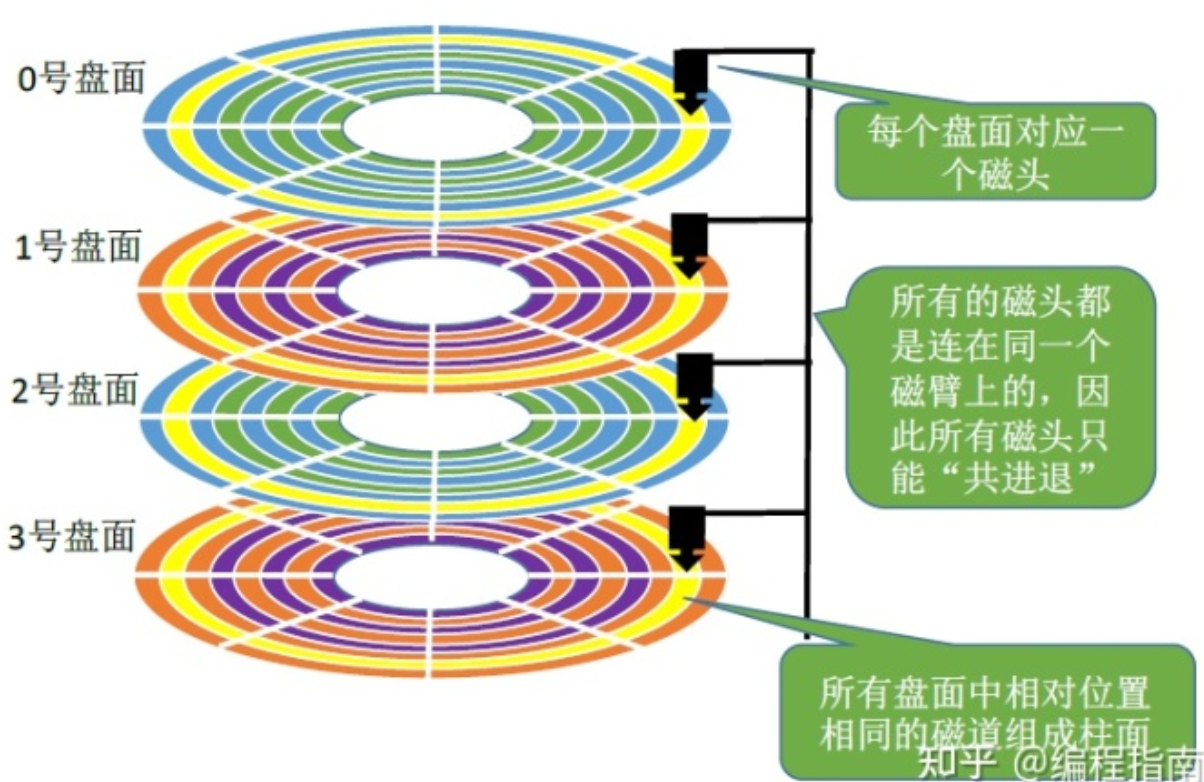 0号盘面
每个盘面对应一
个磁头
1号盘面
所有的磁头都
是连在同一个
磁臂上的，因
此所有磁头只
能“共进退”
2号盘面
3号盘面
所有盘面中相对位置
相同的磁道组成柱面
知乎 @编程指南